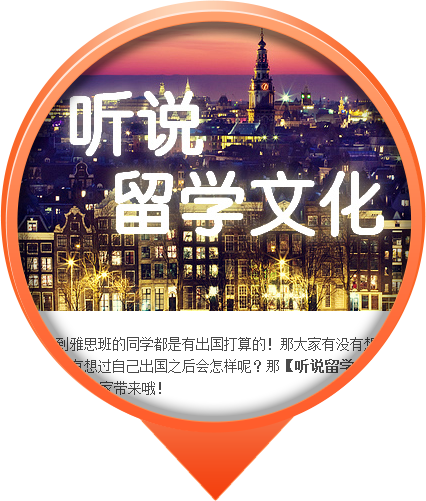 听说
留学文化
到雅思班的同学都是有出国打算的！那大家有没有想
有想过自己出国之后会怎样呢？那【听说留学
家带来哦！